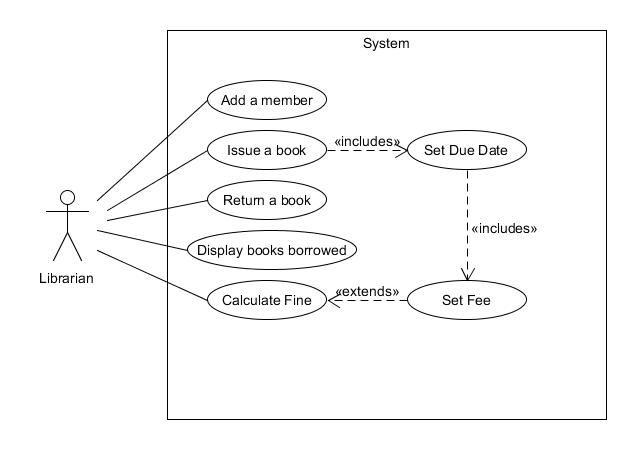 System
Add a member
Issue a book
«includes»
Set Due Date
Return a book
«includes»
Display books borrowed
Librarian
Calculate Fine
«extends»
Set Fee